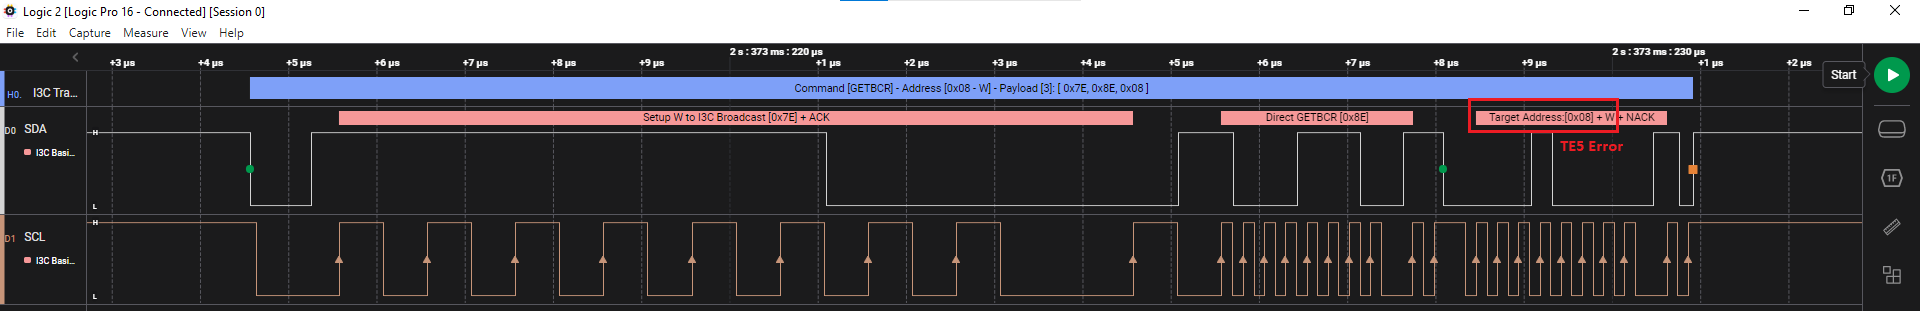 Logic 2 [Logic Pro 16 - Connected] [Session 0]
File Edit Capture Measure View Help
2 s : 373 ms : 220 µs 2 s : 373 ms : 230 µs
+3 µs +4 µs +5 µs +6 µs +7 µs +8 µs +9 µs +1 µs +2 µs +3 µs +4 µs +5 µs +6 µs +7 µs +8 µs +9 µs +1 µs +2 µs
Start
H0. I3C Tra...
Command [GETBCR] - Address [0x08 - W] - Payload [3]: [ 0x7E, 0x8E, 0x08 ]
Setup W to I3C Broadcast [0x7E] + ACK
Direct GETBCR [0x8E]
Target Address:[0x08] + W + NACK
D0 SDA
H
I3C Basi...
TE5 Error
L
1F
D1 SCL
H
I3C Basi...
L